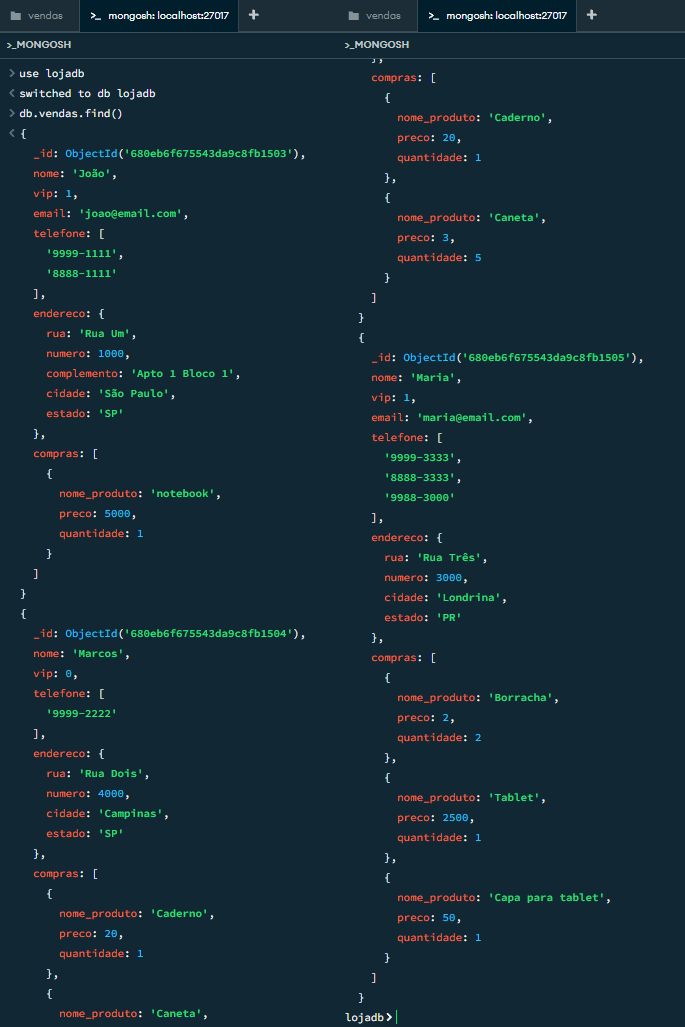 vendas
>_ mongosh: localhost:27017 +
>_MONGOSH
> use lojadb
< switched to db lojadb
> db.vendas.find()
< {
_id: ObjectId('680eb6f675543da9c8fb1503'),
nome: 'João',
vip: 1,
email: 'joao@email.com',
telefone: [
'9999-1111',
'8888-1111'
],
endereco: {
rua: 'Rua Um',
numero: 1000,
complemento: 'Apto 1 Bloco 1',
cidade: 'São Paulo',
estado: 'SP'
},
compras: [
{
nome_produto: 'notebook',
preco: 5000,
quantidade: 1
}
]
}
{
_id: ObjectId('680eb6f675543da9c8fb1504'),
nome: 'Marcos',
vip: 0,
telefone: [
'9999-2222'
],
endereco: {
rua: 'Rua Dois',
numero: 4000,
cidade: 'Campinas',
estado: 'SP'
},
compras: [
{
nome_produto: 'Caderno',
preco: 20,
quantidade: 1
},
{
nome_produto: 'Caneta',
vendas
>_ mongosh: localhost:27017 +
>_MONGOSH
},
compras: [
{
nome_produto: 'Caderno',
preco: 20,
quantidade: 1
},
{
nome_produto: 'Caneta',
preco: 3,
quantidade: 5
}
]
}
{
_id: ObjectId('680eb6f675543da9c8fb1505'),
nome: 'Maria',
vip: 1,
email: 'maria@email.com',
telefone: [
'9999-3333',
'8888-3333',
'9988-3000'
],
endereco: {
rua: 'Rua Três',
numero: 3000,
cidade: 'Londrina',
estado: 'PR'
},
compras: [
{
nome_produto: 'Borracha',
preco: 2,
quantidade: 2
},
{
nome_produto: 'Tablet',
preco: 2500,
quantidade: 1
},
{
nome_produto: 'Capa para tablet',
preco: 50,
quantidade: 1
}
]
}
lojadb>